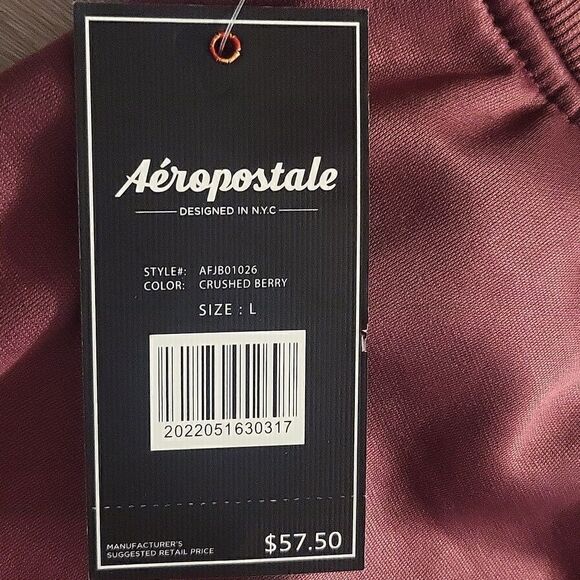 Aéropostale
DESIGNED IN N.Y.C
STYLE#: AFJB01026
COLOR: CRUSHED BERRY
SIZE : L
2022051630317
MANUFACTURER'S
SUGGESTED RETAIL PRICE
$57.50